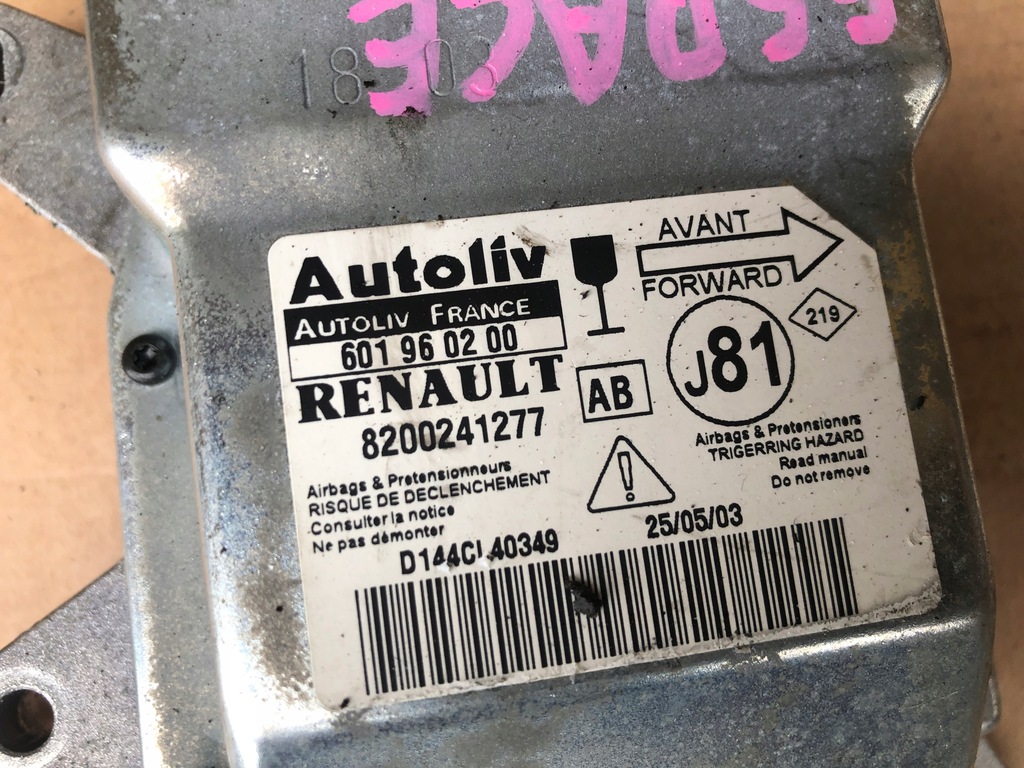 ESPACE
18 03
Autoliv
AUTOLIV FRANCE
601 96 02 00
RENAULT
8200241277
AVANT
FORWARD
219
J81
AB
Airbags & Pretensionneurs
RISQUE DE DECLENCHEMENT
Consulter la notice
Ne pas démonter
Airbags & Pretensioners
TRIGERRING HAZARD
Read manual
Do not remove
25/05/03
D144CL40349